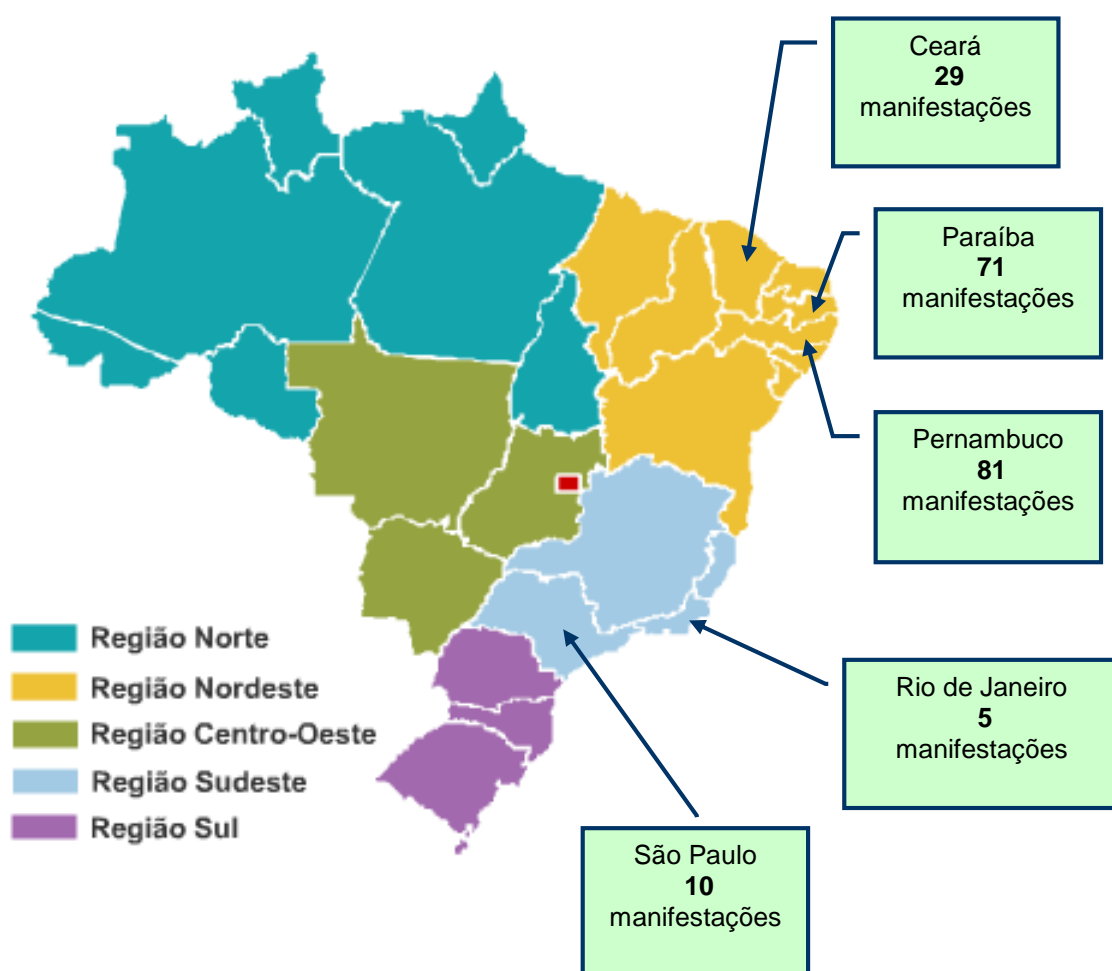 Ceará
29
manifestações
Paraíba
71
manifestações
Pernambuco
81
manifestações
Região Norte
Região Nordeste
Região Centro-Oeste
Região Sudeste
Região Sul
Rio de Janeiro
5
manifestações
São Paulo
10
manifestações